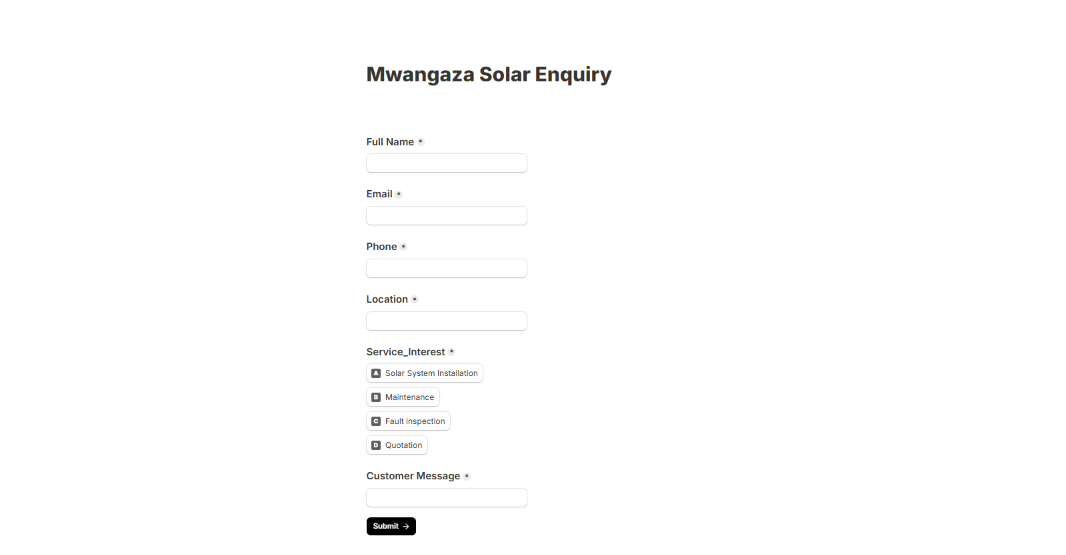 Mwangaza Solar Enquiry
Full Name *
Email *
Phone *
Location *
Service_Interest *
A Solar System Installation
B Maintenance
C Fault inspection
D Quotation
Customer Message *
Submit →